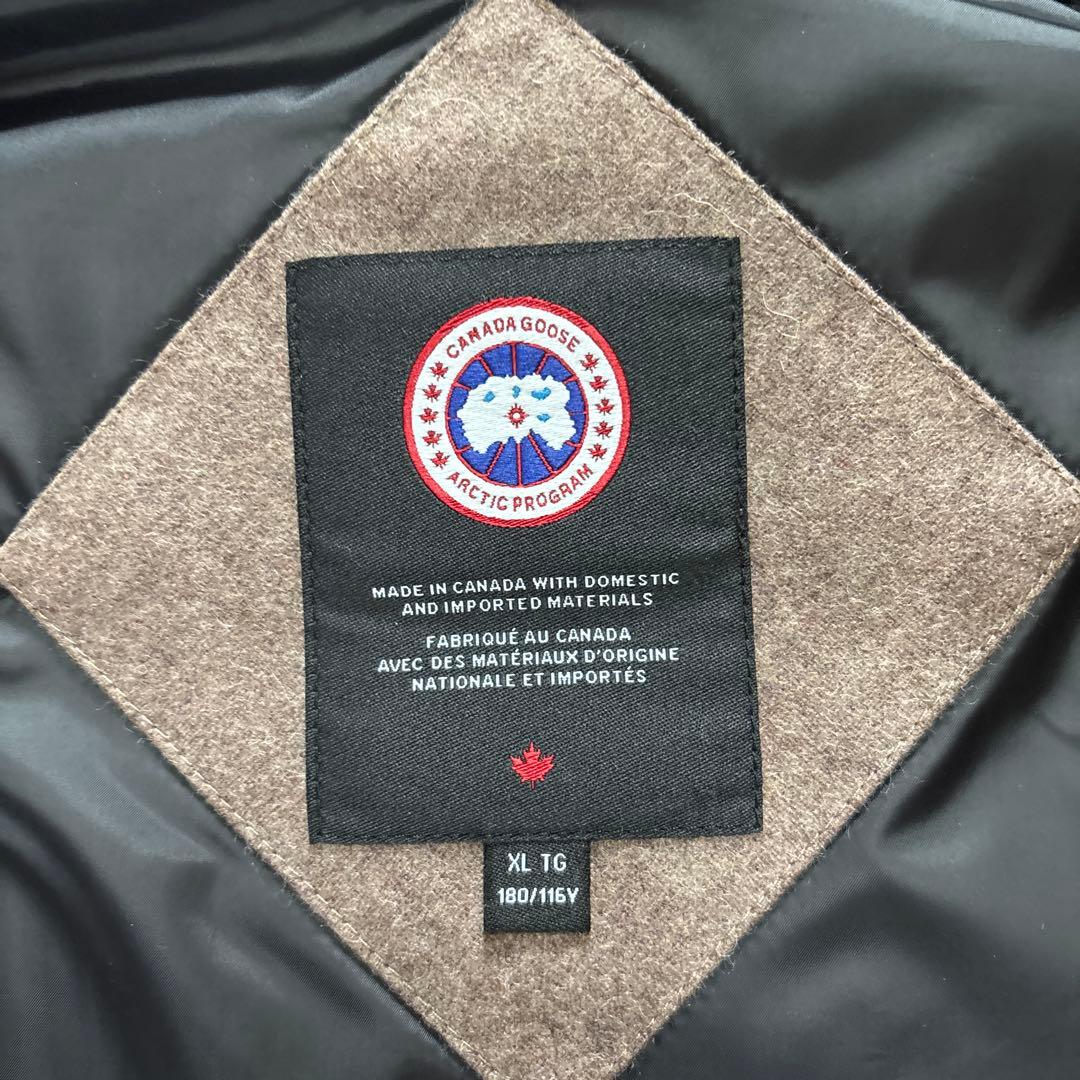 CANADA GOOSE
ARCTIC PROGRAM
MADE IN CANADA WITH DOMESTIC
AND IMPORTED MATERIALS
FABRIQUÉ AU CANADA
AVEC DES MATÉRIAUX D'ORIGINE
NATIONALE ET IMPORTÉS
XL TG
180/116Y